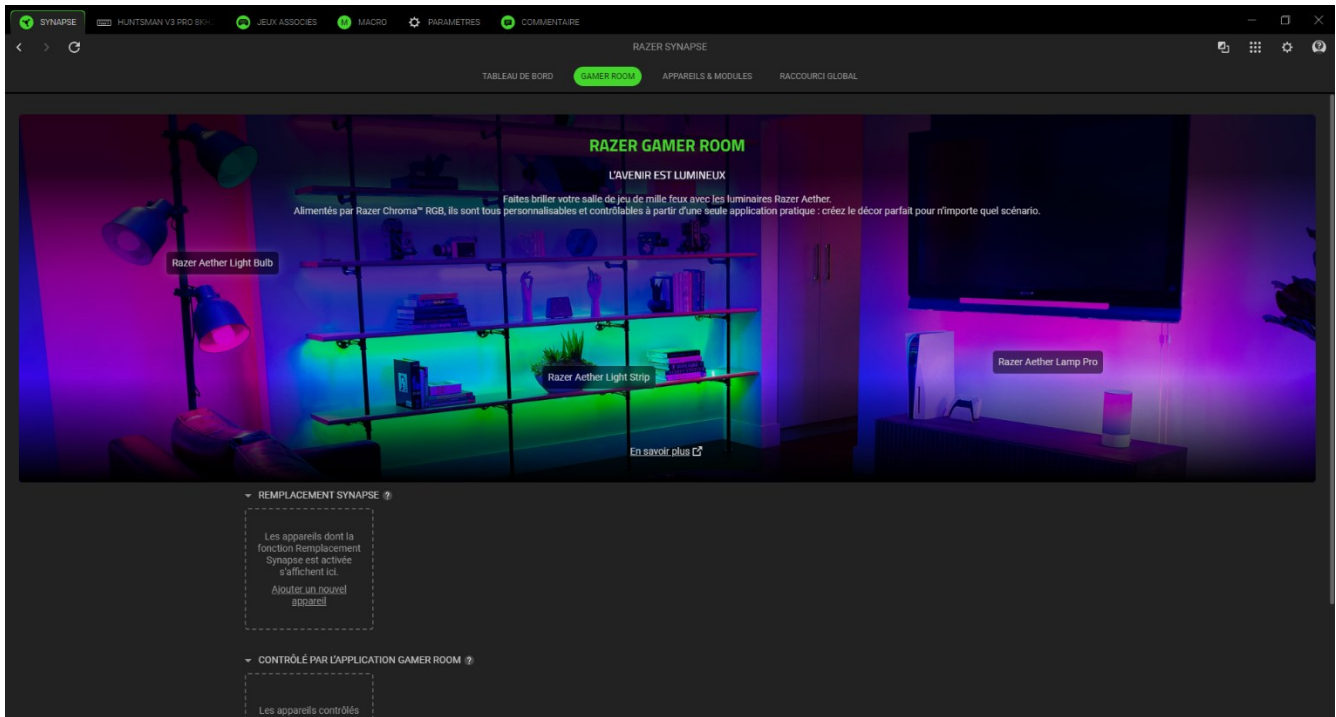 SYNAPSE
HUNTSMAN V3 PRO 8KHZ
JEUX ASSOCIES
MACRO
PARAMETRES
COMMENTAIRE
RAZER SYNAPSE
TABLEAU DE BORD
GAMER ROOM
APPAREILS & MODULES
RACCOURCI GLOBAL
RAZER GAMER ROOM
L'AVENIR EST LUMINEUX
Faites briller votre salle de jeu de mille feux avec les luminaires Razer Aether.
Alimentés par Razer Chroma™ RGB, ils sont tous personnalisables et contrôlables à partir d'une seule application pratique : créez le décor parfait pour n'importe quel scénario.
Razer Aether Light Bulb
Razer Aether Lamp Pro
Razer Aether Light Strip
En savoir plus
REMPLACEMENT SYNAPSE ?
Les appareils dont la
fonction Remplacement
Synapse est activée
s'affichent ici.
Ajouter un nouvel
appareil
CONTRÔLÉ PAR L'APPLICATION GAMER ROOM ?
Les appareils contrôlés